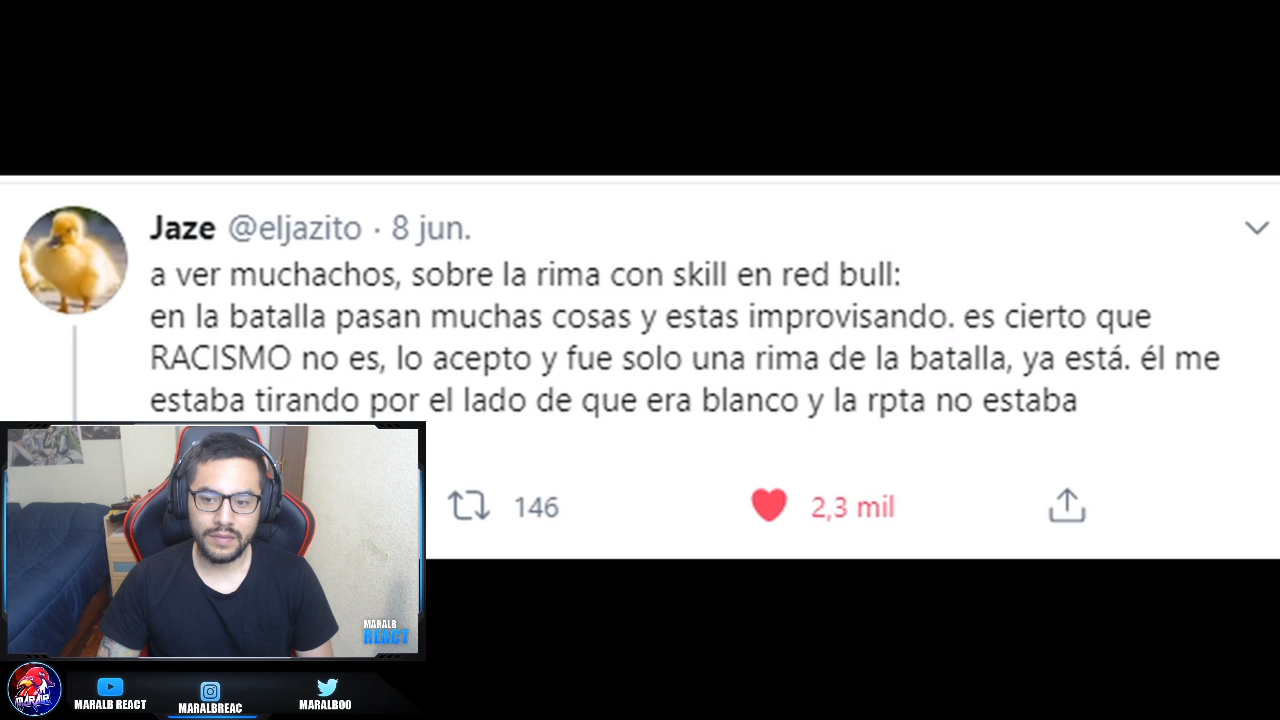 Jaze @eljazito · 8 jun.
a ver muchachos, sobre la rima con skill en red bull:
en la batalla pasan muchas cosas y estas improvisando. es cierto que
RACISMO no es, lo acepto y fue solo una rima de la batalla, ya está. él me
estaba tirando por el lado de que era blanco y la rpta no estaba
146 2,3 mil
MARALB
REACT
MARALB
MARALB REACT
MARALBREAC
MARALB00